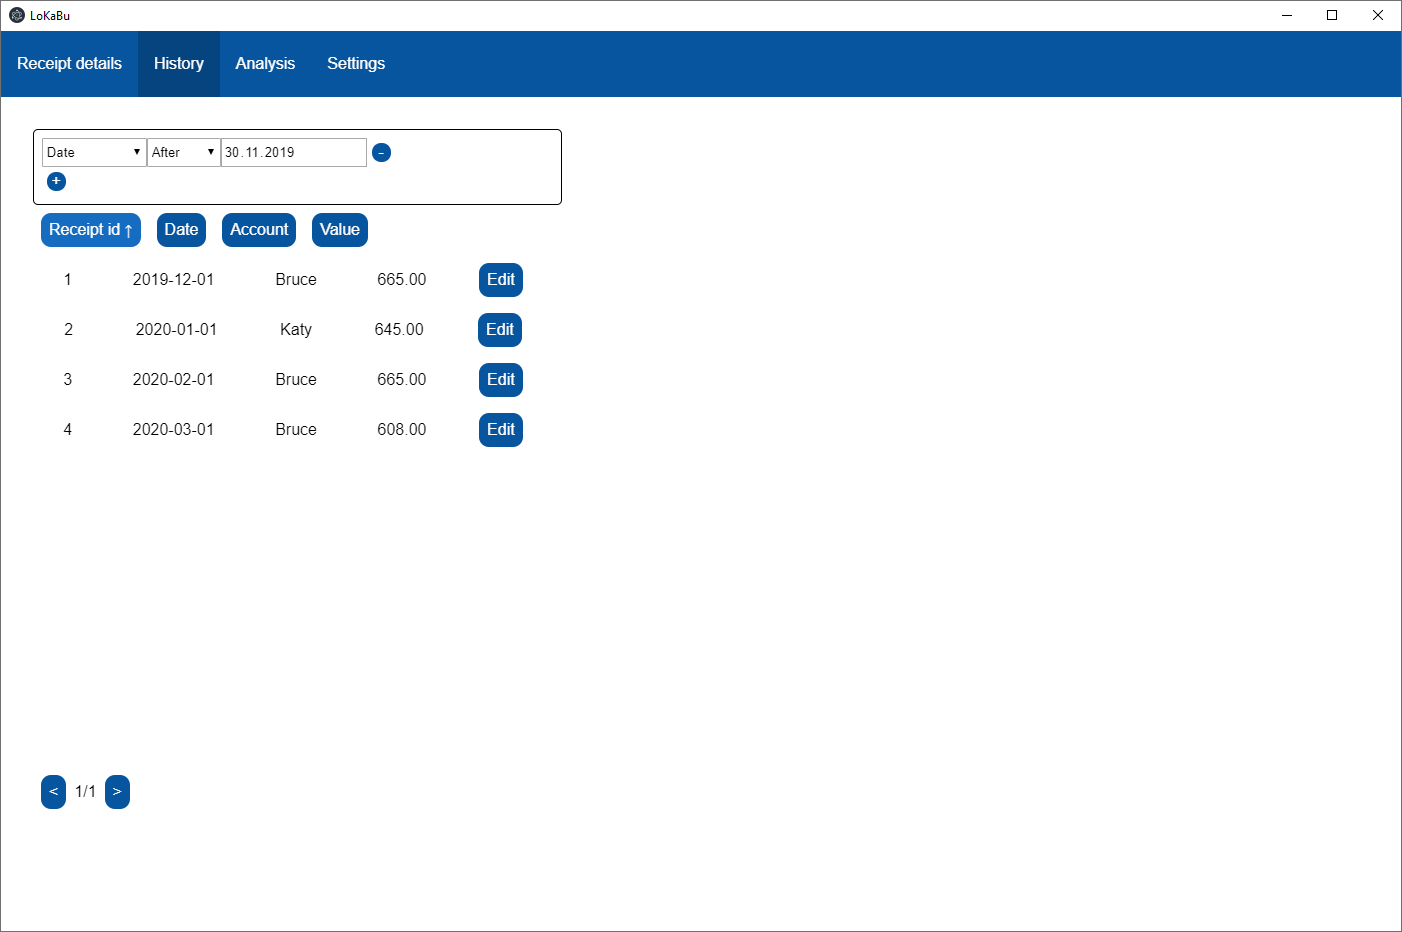 LoKaBu
Receipt details History Analysis Settings
Date After 30.11.2019 -
+
Receipt id ↑ Date Account Value
1 2019-12-01 Bruce 665.00 Edit
2 2020-01-01 Katy 645.00 Edit
3 2020-02-01 Bruce 665.00 Edit
4 2020-03-01 Bruce 608.00 Edit
< 1/1 >